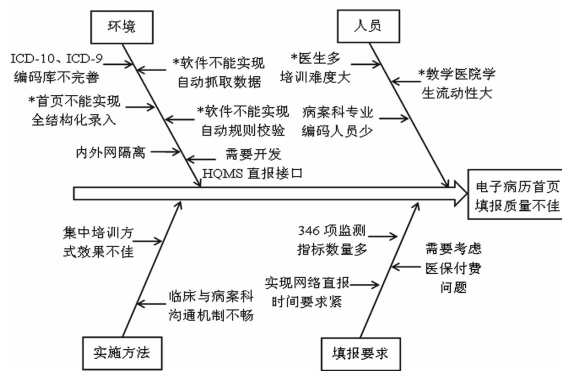 环境
人员
ICD-10、ICD-9
编码库不完善
*软件不能实现
自动抓取数据
*首页不能实现
全结构化录入
*软件不能实现
自动规则校验
内外网隔离
需要开发
HQMS 直报接口
*医生多
培训难度大
*教学医院学
生流动性大
病案科专业
编码人员少
电子病历首页
填报质量不佳
集中培训方
式效果不佳
临床与病案科
沟通机制不畅
346 项监测
指标数量多
需要考虑
医保付费
问题
实现网络直报
时间要求紧
实施方法
填报要求